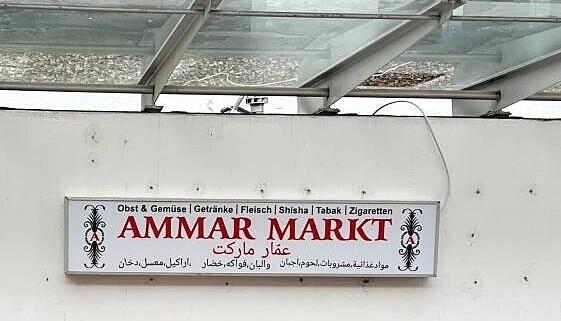 Obst & Gemüse | Getränke | Fleisch | Shisha | Tabak | Zigaretten
A AMMAR MARKT A
عمّار ماركت
موادغذائية,مشروبات,لحوم,اجبان والبان,فواكه,خضار ,اراكيل,معسل,دخان